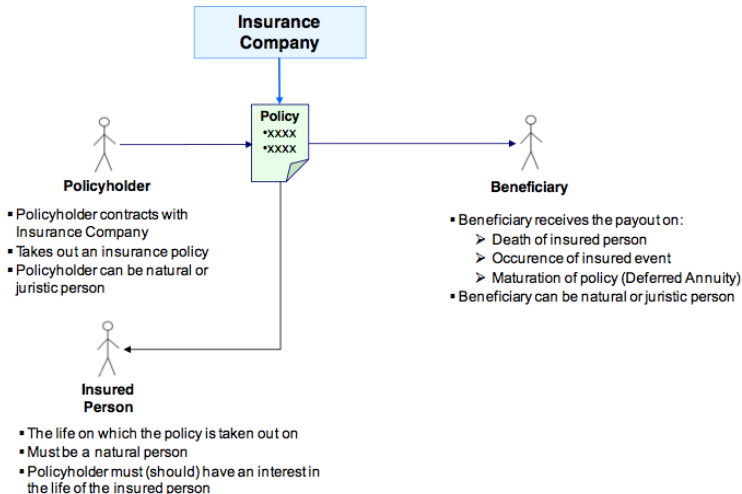 Insurance
Company
Policy
•xxxx
•xxxx
Policyholder
▪ Policyholder contracts with
Insurance Company
▪ Takes out an insurance policy
▪ Policyholder can be natural or
juristic person
Beneficiary
▪ Beneficiary receives the payout on:
➢ Death of insured person
➢ Occurence of insured event
➢ Maturation of policy (Deferred Annuity)
▪ Beneficiary can be natural or juristic person
Insured
Person
▪ The life on which the policy is taken out on
▪ Must be a natural person
▪ Policyholder must (should) have an interest in
the life of the insured person